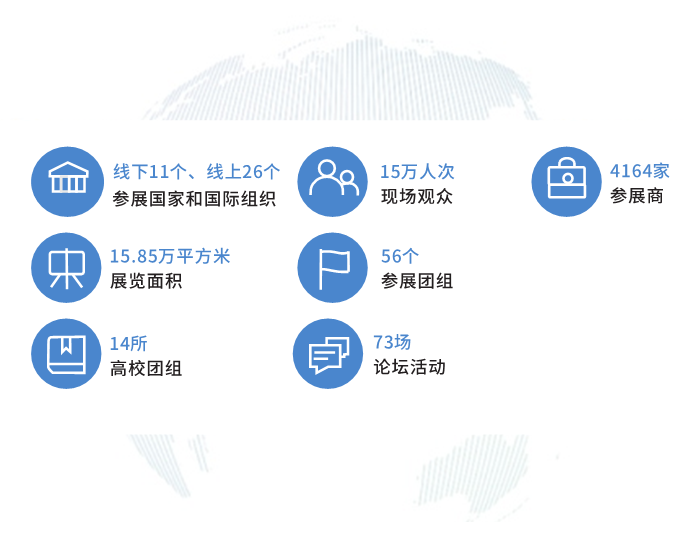 线下11个、线上26个
参展国家和国际组织
15万人次
现场观众
4164家
参展商
15.85万平方米
展览面积
56个
参展团组
14所
高校团组
73场
论坛活动